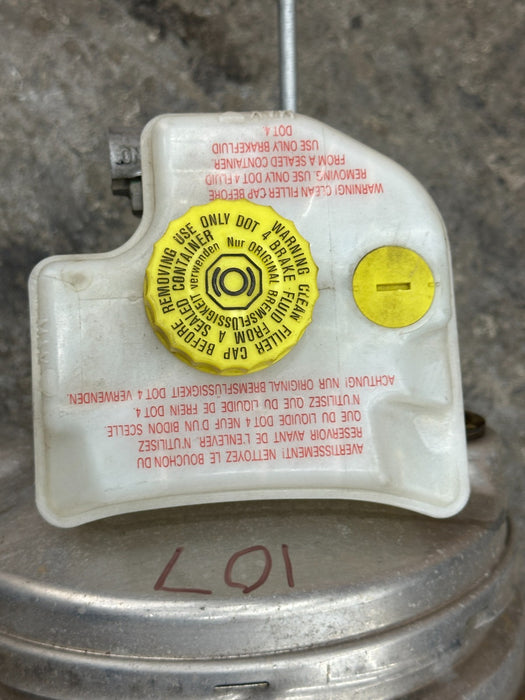 107
AVERTISSEMENT! NETTOYEZ LE BOUCHON DU
RESERVOIR AVANT DE L'ENLEVER. N'UTILISEZ
QUE DU LIQUIDE DOT 4 NEUF D'UN BIDON SCELLE.
N'UTILISEZ QUE DU LIQUIDE DE FREIN DOT 4.
ACHTUNG! NUR ORIGINAL BREMSFLÜSSIGKEIT DOT 4 VERWENDEN.
WARNING CLEAN FILLER CAP BEFORE REMOVING USE ONLY DOT 4 BRAKE FLUID FROM A SEALED CONTAINER
Nur ORIGINAL BREMSFLÜSSIGKEIT verwenden
WARNING! CLEAN FILLER CAP BEFORE
REMOVING. USE ONLY DOT 4 FLUID
FROM A SEALED CONTAINER.
USE ONLY BRAKEFLUID
DOT 4.